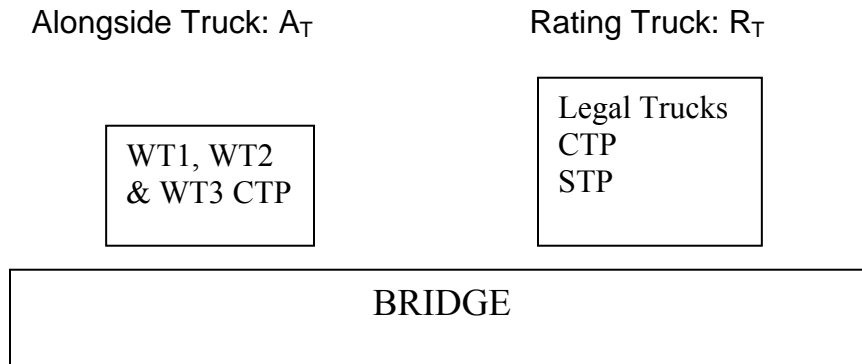 Alongside Truck: A_T Rating Truck: R_T
WT1, WT2
& WT3 CTP
Legal Trucks
CTP
STP
BRIDGE